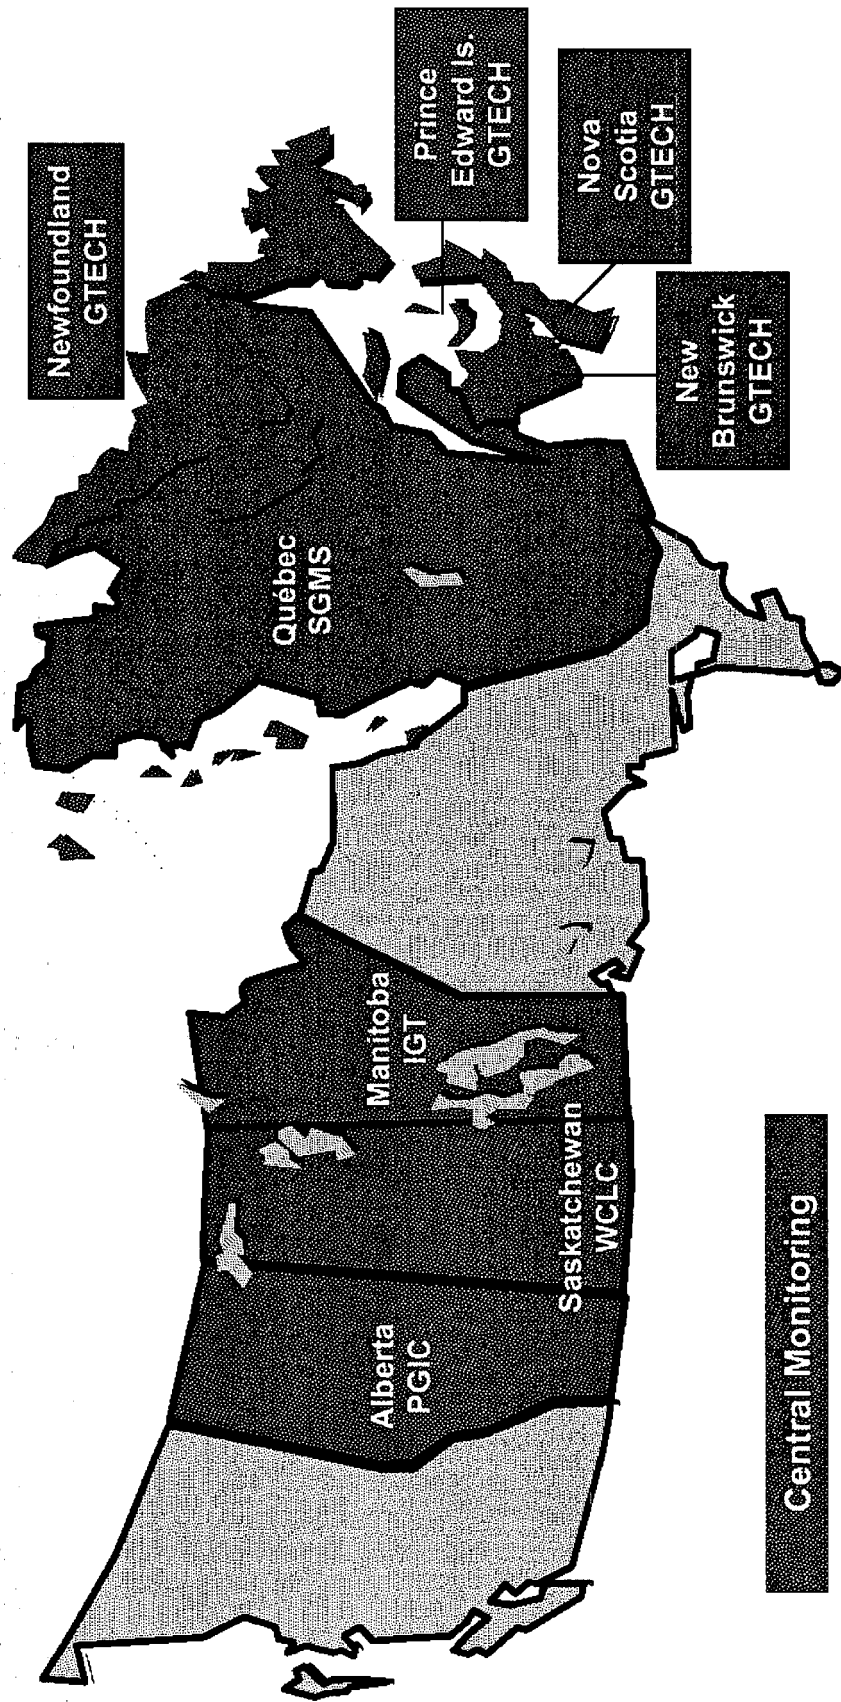 Newfoundland
GTECH
Prince
Edward Is.
GTECH
Nova
Scotia
GTECH
New
Brunswick
GTECH
Québec
SGMS
Manitoba
IGT
Saskatchewan
WCLC
Alberta
PGIC
Central Monitoring